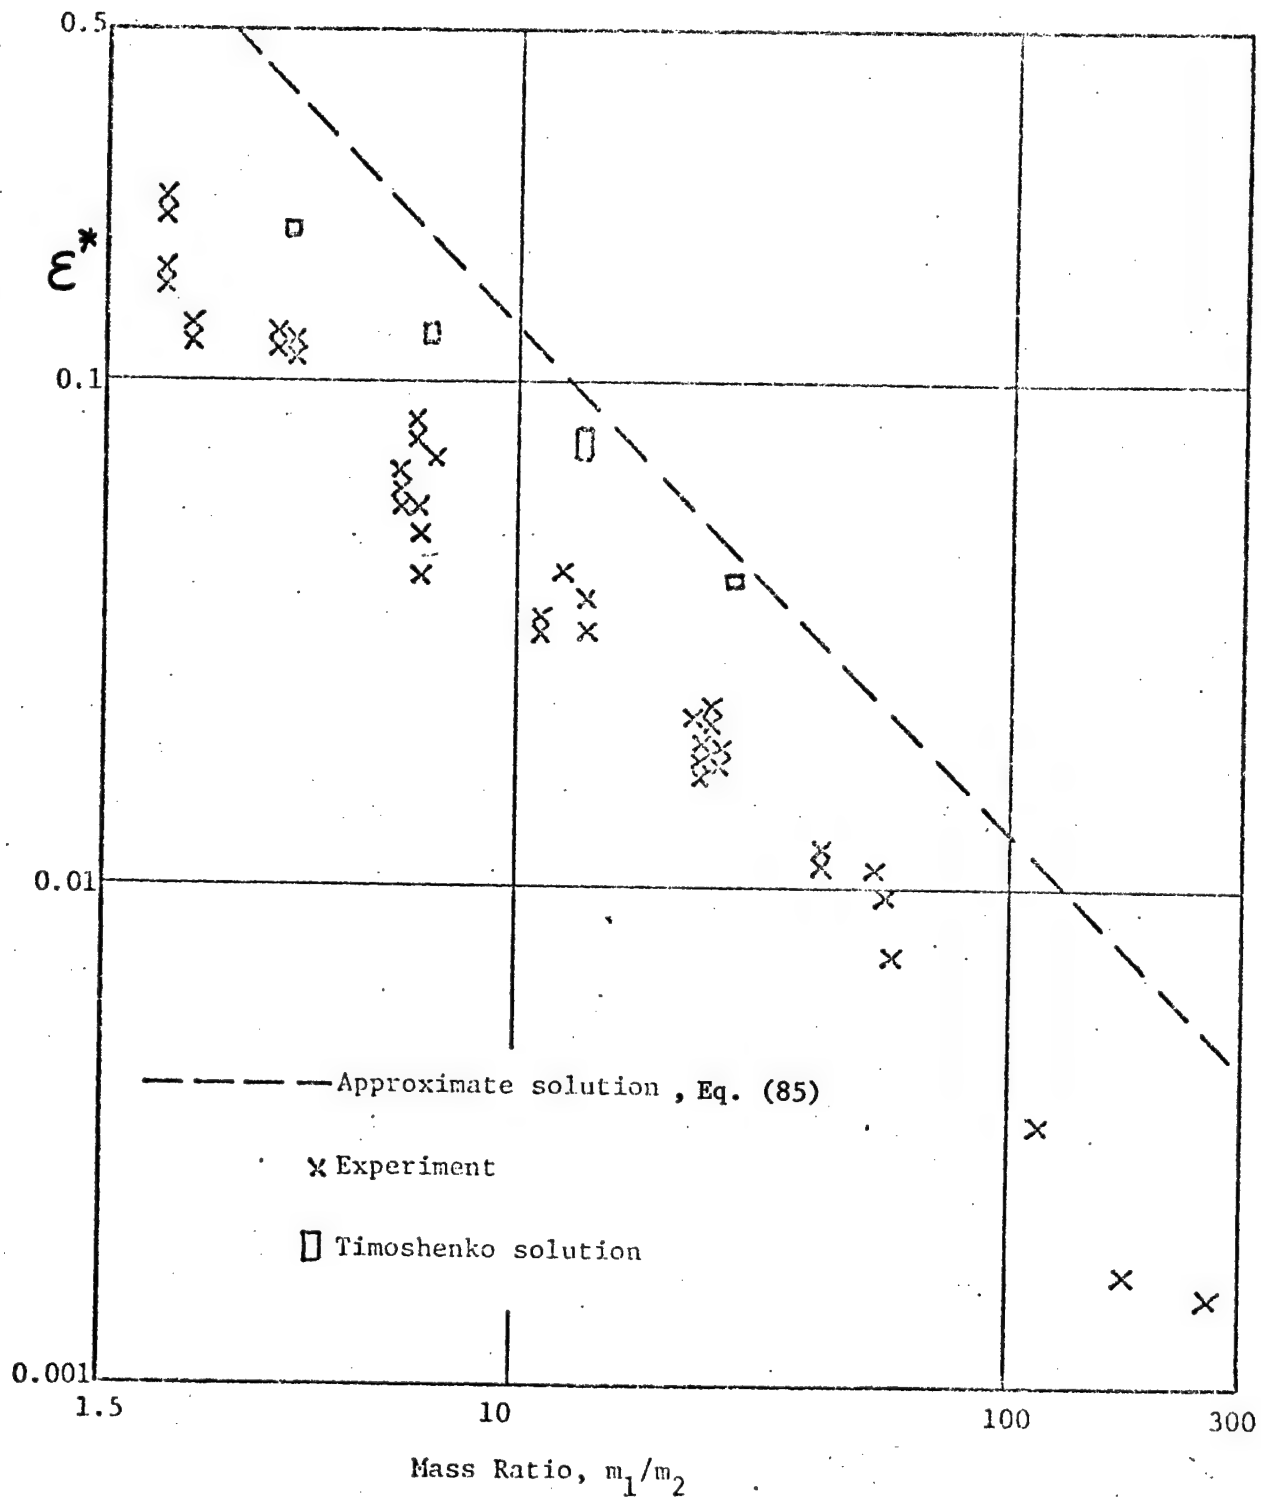 0.5
ε*
0.1
0.01
Approximate solution , Eq. (85)
x Experiment
Timoshenko solution
0.001
1.5 10 100 300
Mass Ratio, m₁/m₂